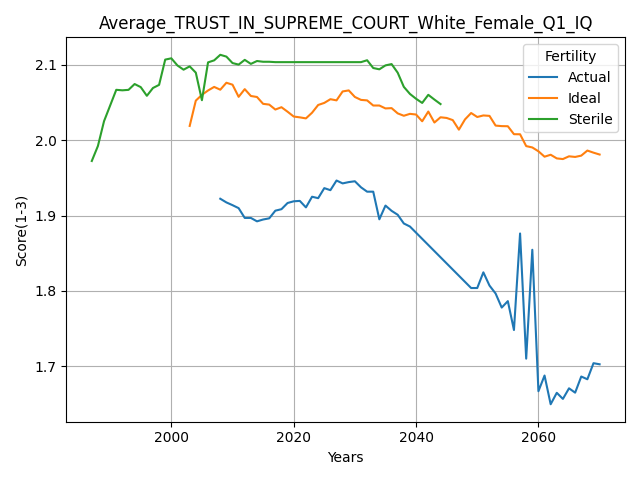 Average_TRUST_IN_SUPREME_COURT_White_Female_Q1_IQ
Fertility
Actual
Ideal
Sterile
Score(1-3)
2.1
2.0
1.9
1.8
1.7
2000
2020
2040
2060
Years